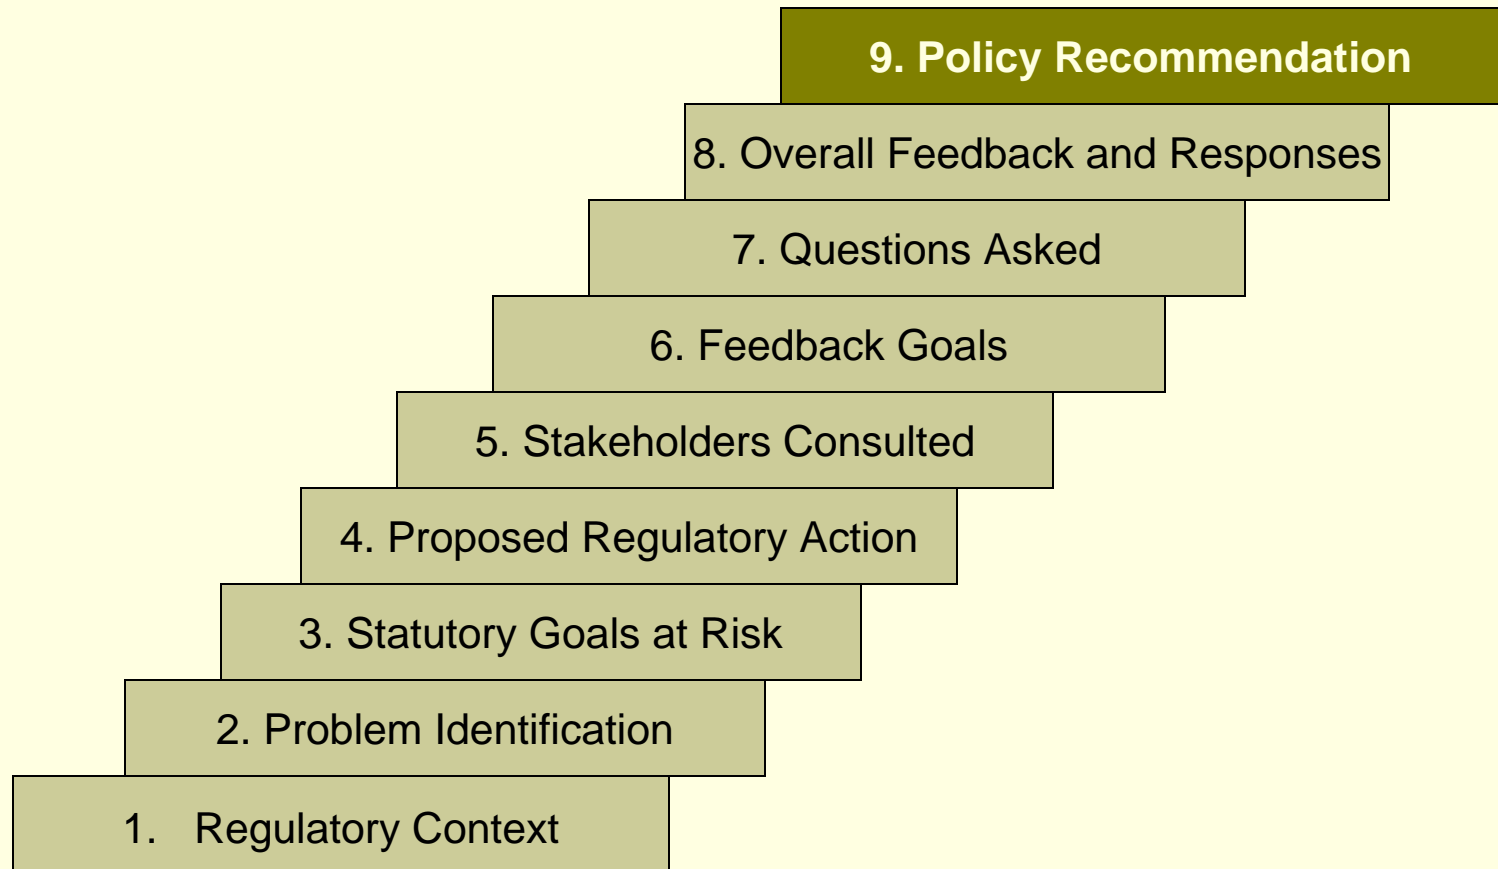 9. Policy Recommendation
8. Overall Feedback and Responses
7. Questions Asked
6. Feedback Goals
5. Stakeholders Consulted
4. Proposed Regulatory Action
3. Statutory Goals at Risk
2. Problem Identification
1. Regulatory Context